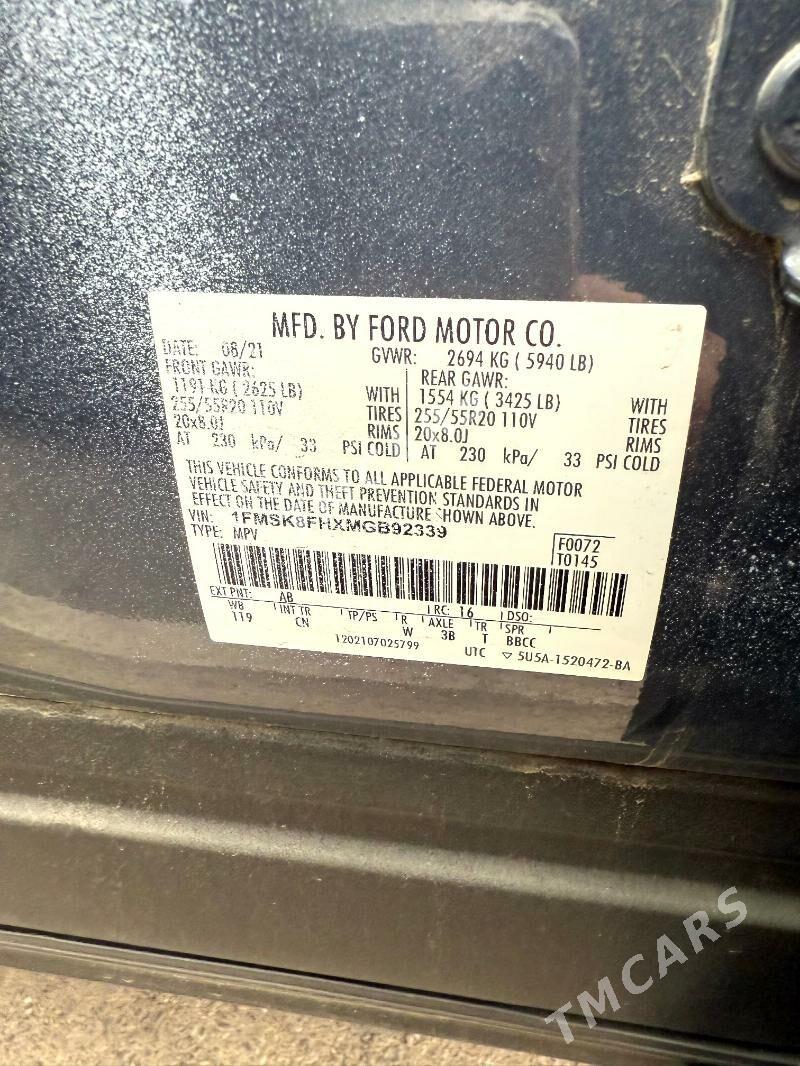 MFD. BY FORD MOTOR CO.
DATE: 08/21 GVWR: 2694 KG ( 5940 LB)
FRONT GAWR: REAR GAWR:
1191 KG ( 2625 LB) WITH 1554 KG ( 3425 LB) WITH
255/55R20 110V TIRES 255/55R20 110V TIRES
20x8.0J RIMS 20x8.0J RIMS
AT 230 kPa/ 33 PSI COLD AT 230 kPa/ 33 PSI COLD
THIS VEHICLE CONFORMS TO ALL APPLICABLE FEDERAL MOTOR
VEHICLE SAFETY AND THEFT PREVENTION STANDARDS IN
EFFECT ON THE DATE OF MANUFACTURE SHOWN ABOVE.
VIN: 1FMSK8FHXMGB92339
TYPE: MPV F0072
T0145
EXT PNT: AB RC: 16 DSO:
WB INT TR TP/PS R AXLE TR SPR
119 CN W 3B T BBCC
1202107025799 UTC ▽ 5U5A-1520472-BA
TMCARS